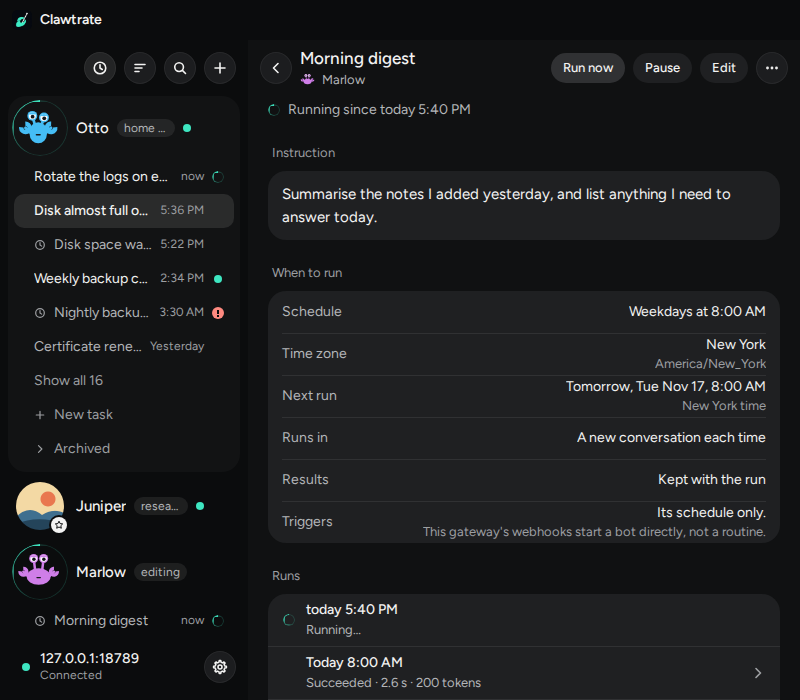 Clawtrate
Otto home ...
Rotate the logs on e... now
Disk almost full o... 5:36 PM
Disk space wa... 5:22 PM
Weekly backup c... 2:34 PM
Nightly backu... 3:30 AM
Certificate rene... Yesterday
Show all 16
New task
Archived
Juniper resea...
Marlow editing
Morning digest now
127.0.0.1:18789
Connected
Morning digest
Marlow
Run now
Pause
Edit
Running since today 5:40 PM
Instruction
Summarise the notes I added yesterday, and list anything I need to
answer today.
When to run
Schedule Weekdays at 8:00 AM
Time zone New York
America/New_York
Next run Tomorrow, Tue Nov 17, 8:00 AM
New York time
Runs in A new conversation each time
Results Kept with the run
Triggers Its schedule only.
This gateway's webhooks start a bot directly, not a routine.
Runs
today 5:40 PM
Running...
Today 8:00 AM
Succeeded · 2.6 s · 200 tokens